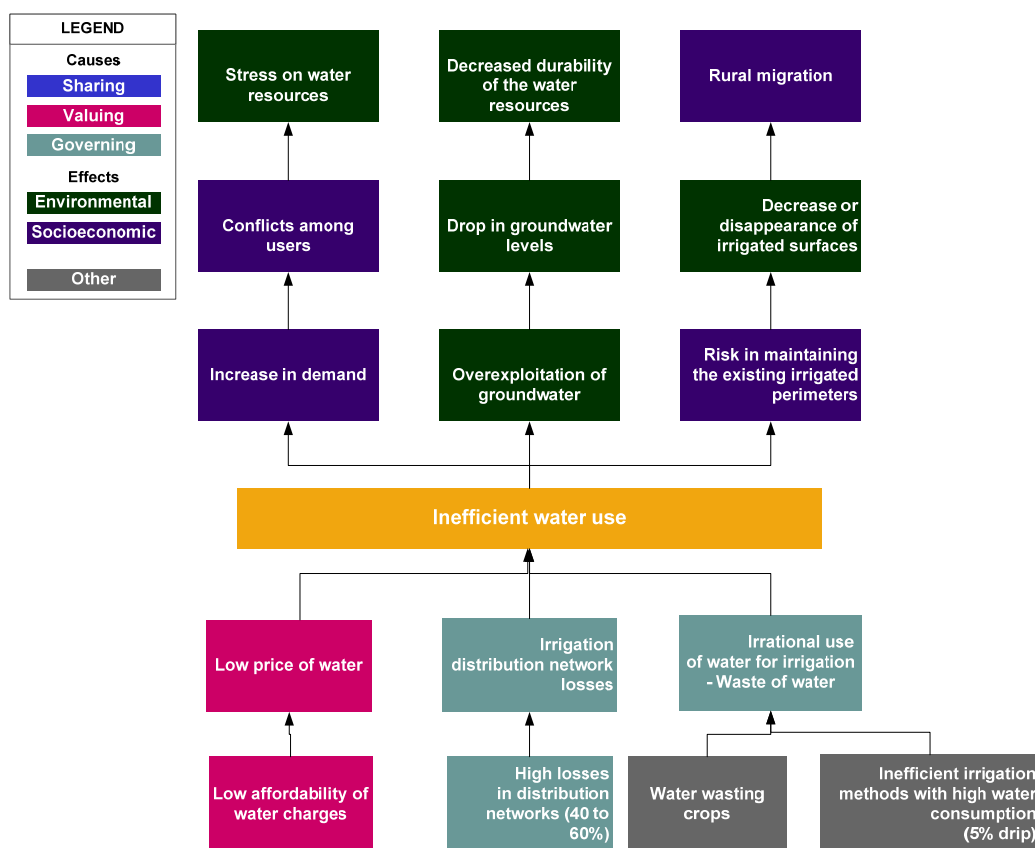 LEGEND
Causes
Sharing
Valuing
Governing
Effects
Environmental
Socioeconomic
Other
Stress on water
resources
Decreased durability
of the water
resources
Rural migration
Conflicts among
users
Drop in groundwater
levels
Decrease or
disappearance of
irrigated surfaces
Increase in demand
Overexploitation of
groundwater
Risk in maintaining
the existing irrigated
perimeters
Inefficient water use
Low price of water
Irrigation
distribution network
losses
Irrational use
of water for irrigation
- Waste of water
Low affordability of
water charges
High losses
in distribution
networks (40 to
60%)
Water wasting
crops
Inefficient irrigation
methods with high water
consumption
(5% drip)